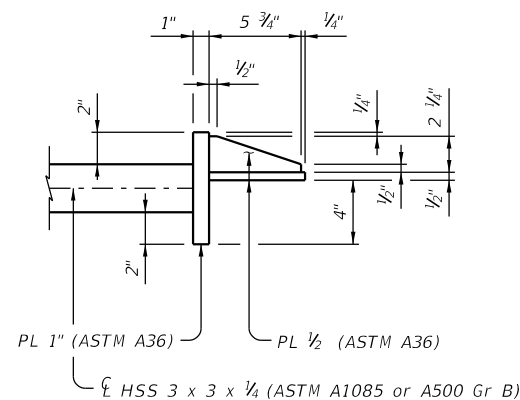 1" 5 3/4" 1/4"
1/2"
2" 1/4" 2 1/4"
1/2" 1/2"
4"
2"
PL 1" (ASTM A36) PL 1/2 (ASTM A36)
℄ HSS 3 x 3 x 1/4 (ASTM A1085 or A500 Gr B)